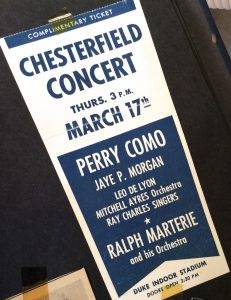 COMPLIMENTARY TICKET
CHESTERFIELD
CONCERT
THURS. 3 P.M.
MARCH 17th
PERRY COMO
JAYE P. MORGAN
LEO DE LYON
MITCHELL AYRES Orchestra
RAY CHARLES SINGERS
★
RALPH MARTERIE
and his Orchestra
DUKE INDOOR STADIUM
DOORS OPEN 2:30 P.M.